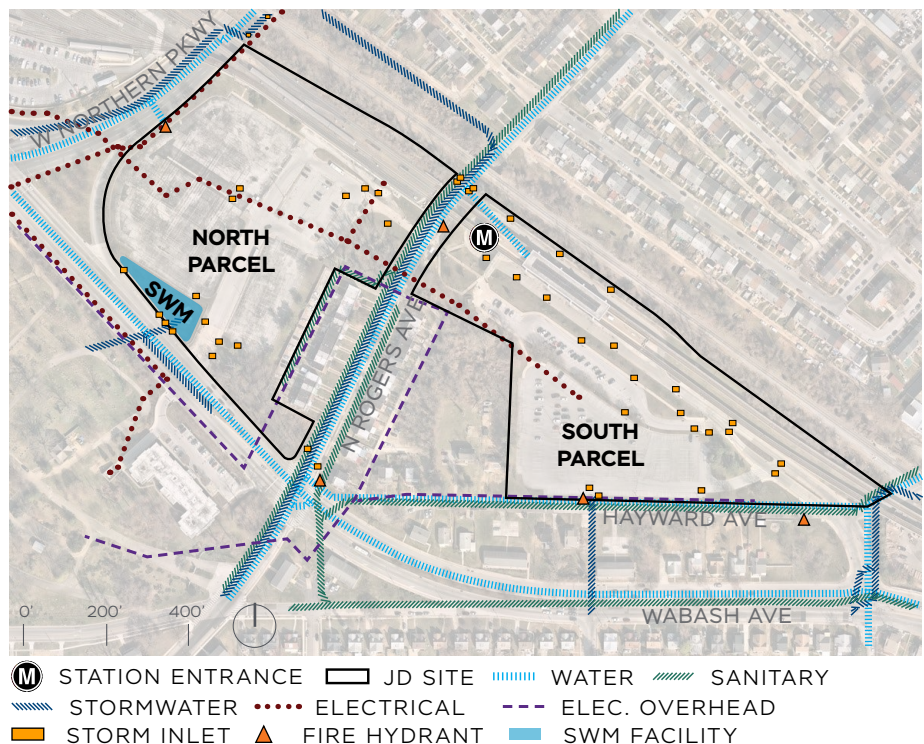 W NORTHERN PKWY
M
NORTH
PARCEL
SWM
N ROGERS AVE
SOUTH
PARCEL
HAYWARD AVE
WABASH AVE
0' 200' 400'
M STATION ENTRANCE JD SITE WATER SANITARY
STORMWATER ELECTRICAL ELEC. OVERHEAD
STORM INLET FIRE HYDRANT SWM FACILITY